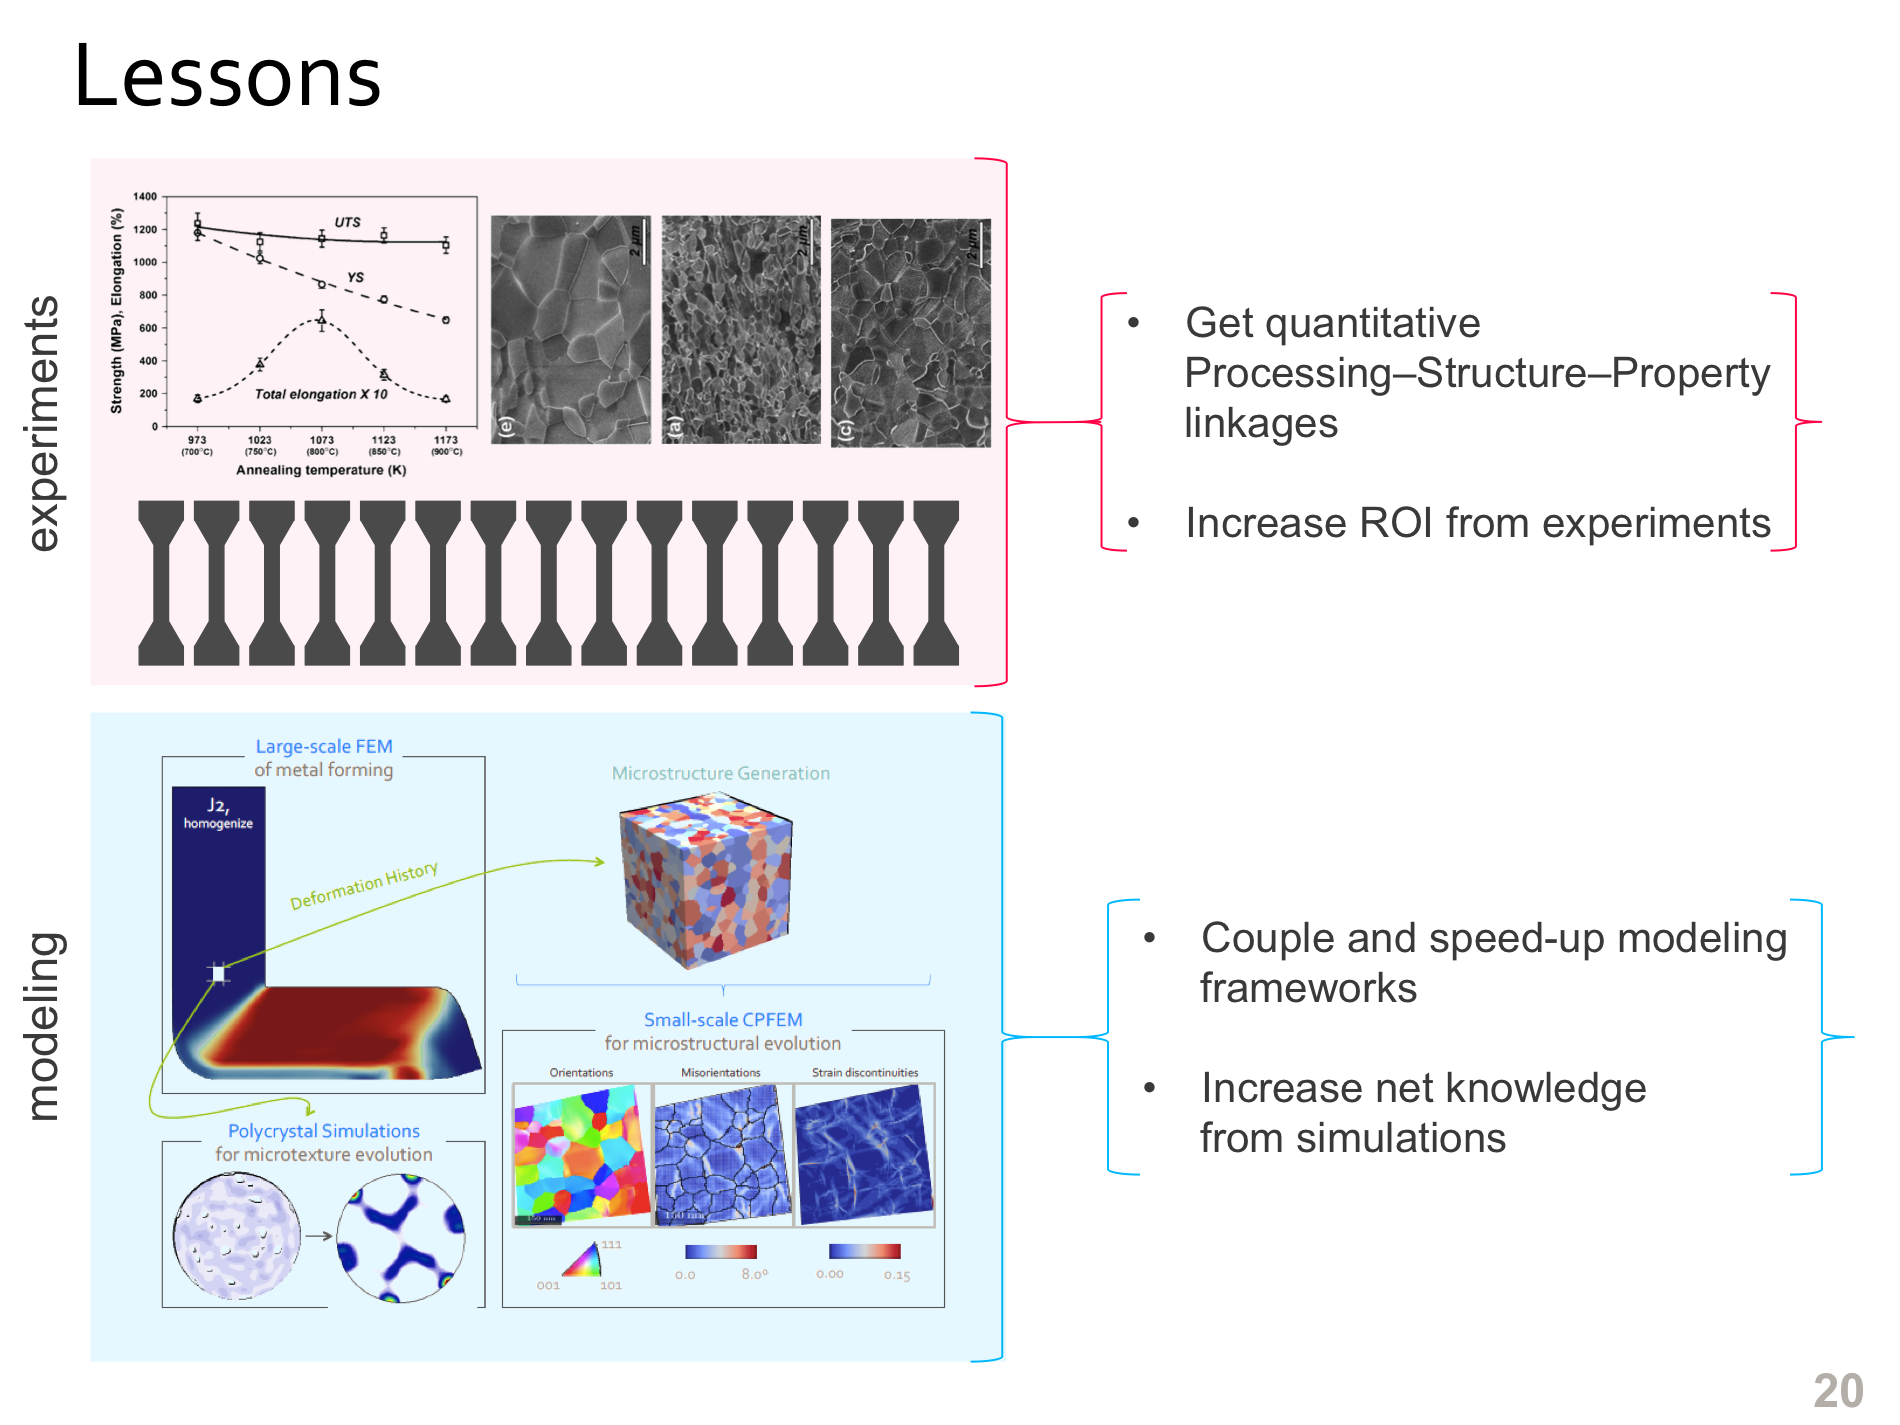 Lessons
experiments
Strength (MPa), Elongation (%)
1400
1200
1000
800
600
400
200
0
UTS
YS
Total elongation X 10
973
(700°C)
1023
(750°C)
1073
(800°C)
1123
(850°C)
1173
(900°C)
Annealing temperature (K)
2 μm
(e)
2 μm
(a)
2 μm
(c)
• Get quantitative
Processing–Structure–Property
linkages
• Increase ROI from experiments
modeling
Large-scale FEM
of metal forming
J2,
homogenize
Deformation History
Microstructure Generation
Polycrystal Simulations
for microtexture evolution
Small-scale CPFEM
for microstructural evolution
Orientations
Misorientations
Strain discontinuities
150 nm
150 nm
111
001
101
0.0
8.0°
0.00
0.15
• Couple and speed-up modeling
frameworks
• Increase net knowledge
from simulations
20